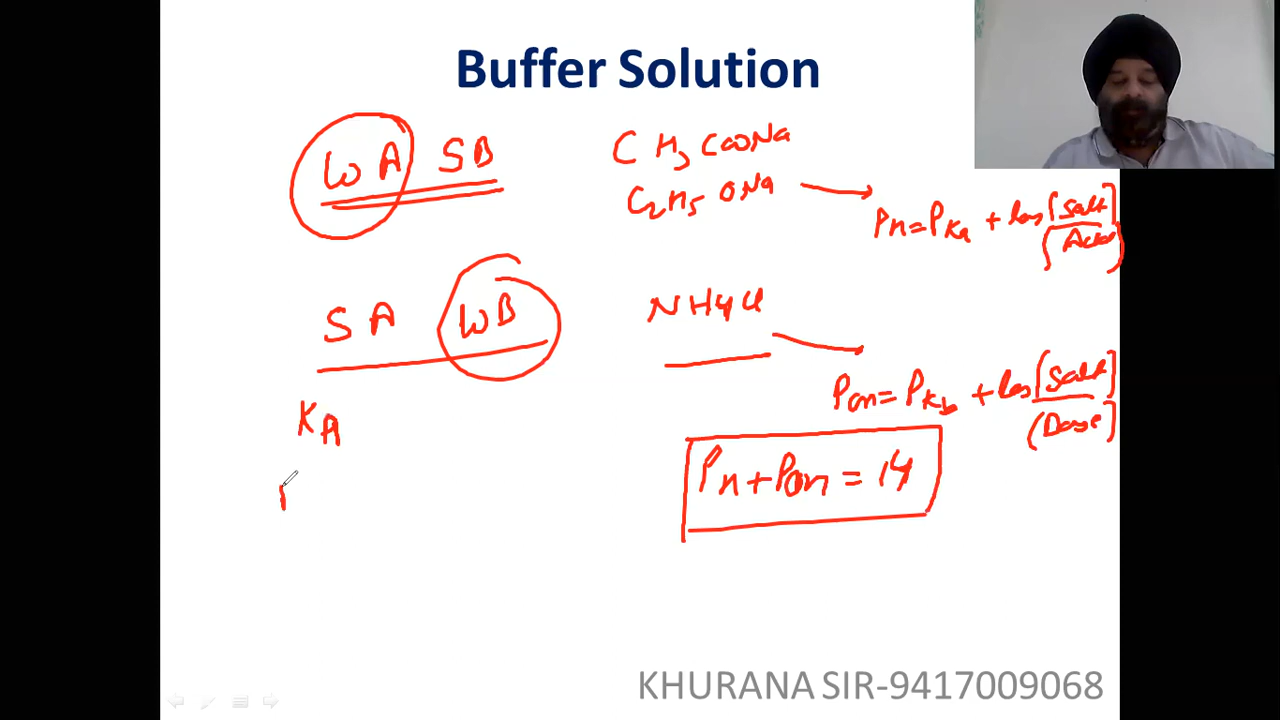 Buffer Solution
WA SB
CH3COONa
C2H5ONa
PH=PKa + log [Salt]
[Acid]
SA WB
NH4Cl
POH=PKb + log [Salt]
[Base]
KA
PH+POH=14
KHURANA SIR-9417009068